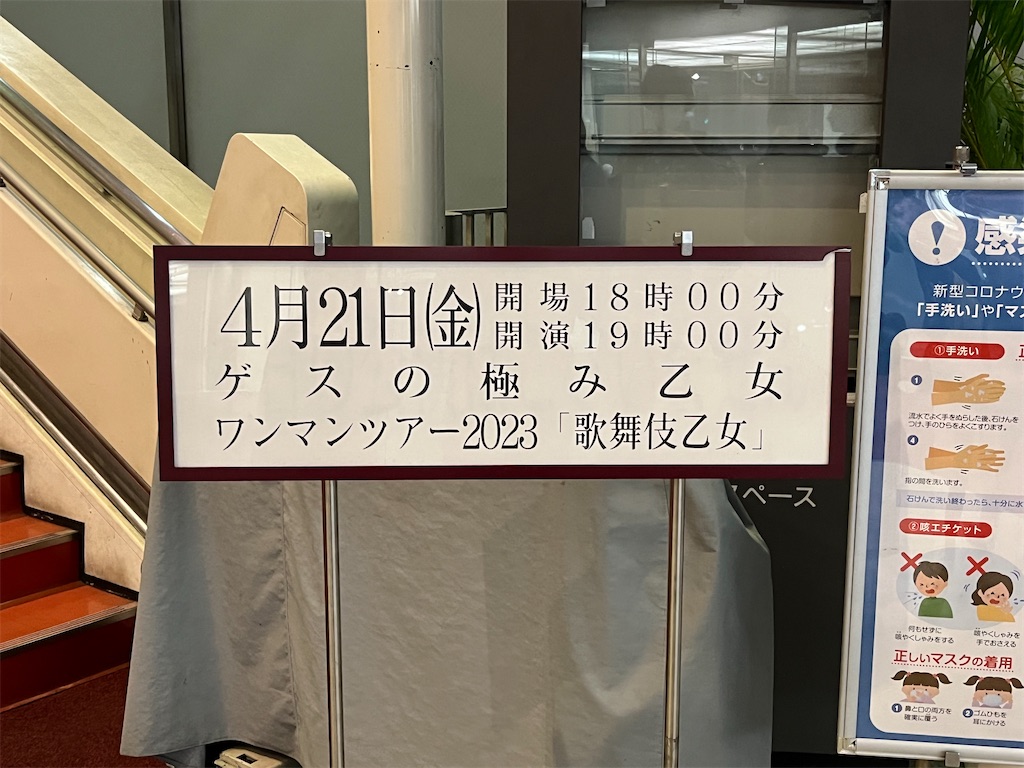 4月21日(金)
開場18時00分
開演19時00分
ゲスの極み乙女
ワンマンツアー2023「歌舞伎乙女」
ペース
感
新型コロナウ
「手洗い」や「マス
①手洗い
①
流水でよく手をぬらした後、石けんを
つけ、手のひらをよくこすります。
④
指の間を洗います。
石けんで洗い終わったら、十分に水
②咳エチケット
何もせずに
咳やくしゃみをする
咳やくしゃみを
手でおさえる
正しいマスクの着用
①鼻と口の両方を
確実に覆う
②ゴムひもを
耳にかける